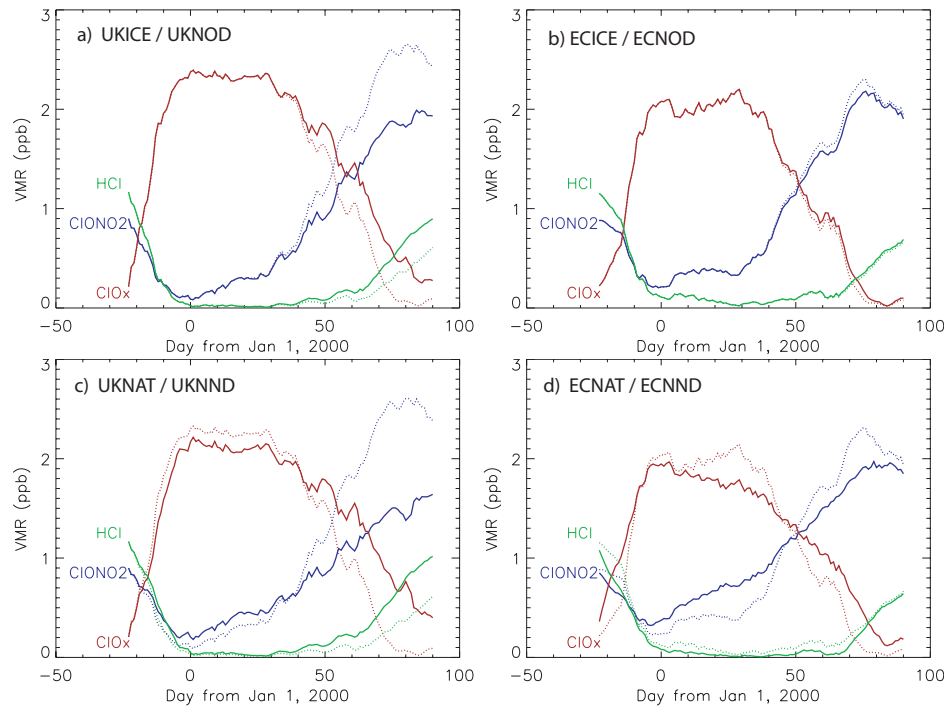 a) UKICE / UKNOD
3
2
1
0
VMR (ppb)
HCl
ClONO2
ClOx
-50 0 50 100
Day from Jan 1, 2000
b) ECICE / ECNOD
3
2
1
0
VMR (ppb)
HCl
ClONO2
ClOx
-50 0 50 100
Day from Jan 1, 2000
c) UKNAT / UKNND
3
2
1
0
VMR (ppb)
HCl
ClONO2
ClOx
-50 0 50 100
Day from Jan 1, 2000
d) ECNAT / ECNND
3
2
1
0
VMR (ppb)
HCl
ClONO2
ClOx
-50 0 50 100
Day from Jan 1, 2000